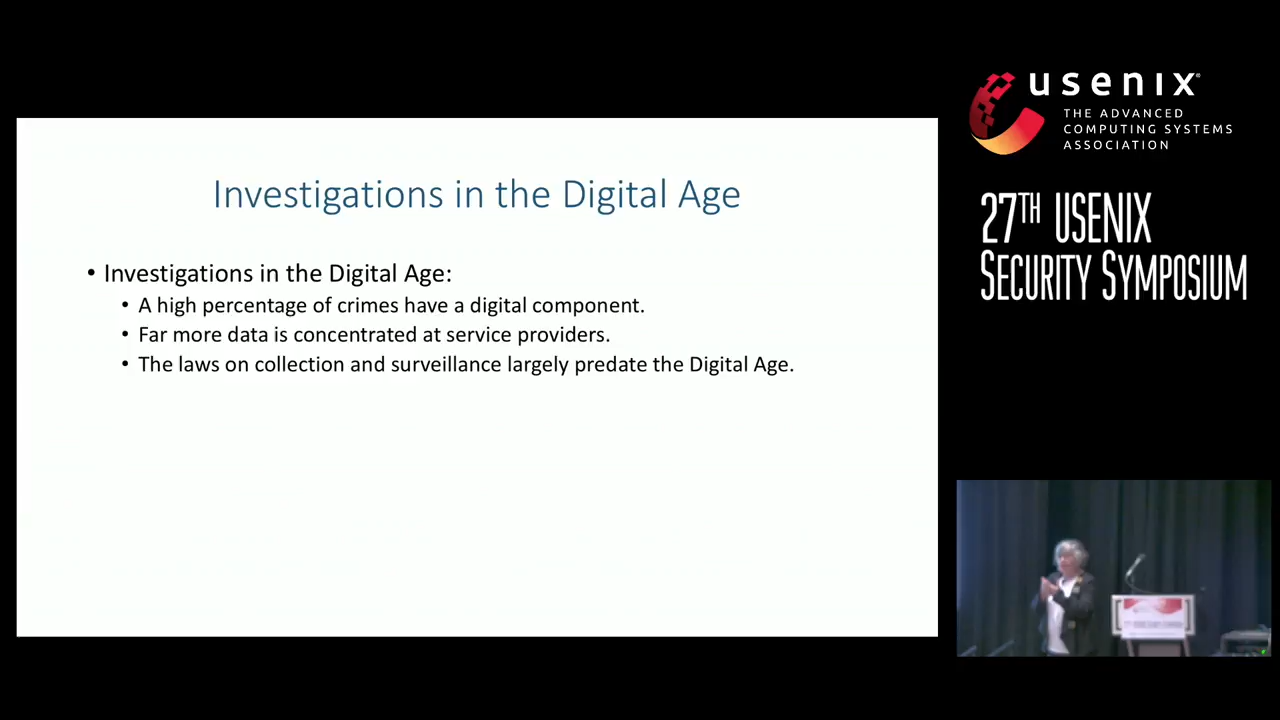 usenix
THE ADVANCED
COMPUTING SYSTEMS
ASSOCIATION
27TH USENIX
SECURITY SYMPOSIUM
Investigations in the Digital Age
• Investigations in the Digital Age:
• A high percentage of crimes have a digital component.
• Far more data is concentrated at service providers.
• The laws on collection and surveillance largely predate the Digital Age.